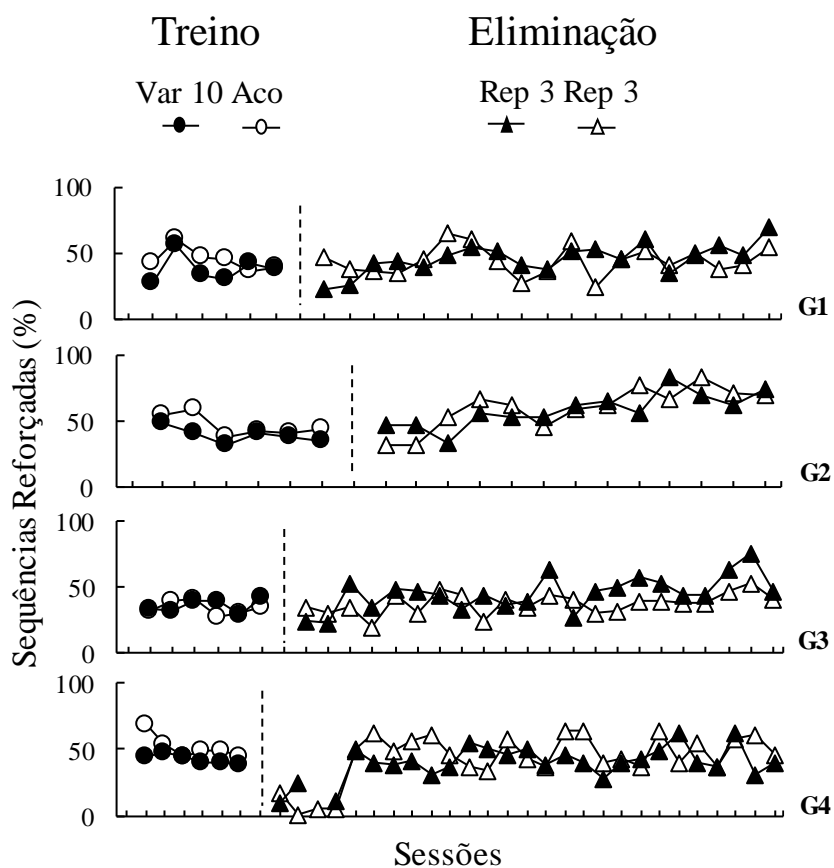 Treino Eliminação
Var 10 Aco Rep 3 Rep 3
Sequências Reforçadas (%)
100
50
0
G1
100
50
0
G2
100
50
0
G3
100
50
0
G4
Sessões